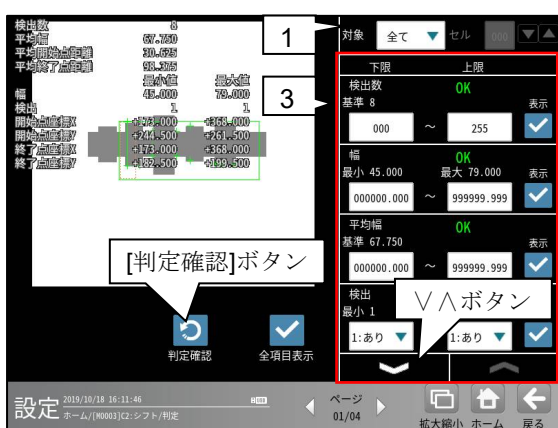 検出数 8
平均幅 67.750
平均開始点距離 30.625
平均終了点距離 98.375
最小値 最大値
幅 45.000 79.000
検出 1 1
開始点座標X +173.000 +368.000
開始点座標Y +244.500 +261.500
終了点座標X +173.000 +368.000
終了点座標Y +182.500 +199.500
[判定確認]ボタン
判定確認
全項目表示
1
対象 全て セル 000
3
下限 上限
検出数 OK
基準 8 表示
000 ～ 255
幅 OK
最小 45.000 最大 79.000 表示
000000.000 ～ 999999.999
平均幅 OK
基準 67.750 表示
000000.000 ～ 999999.999
検出
最小 1
∨∧ボタン
1:あり 1:あり
設定 2019/10/18 16:11:46
ホーム/[M0003]C2:シフト/判定
ページ
01/04
拡大縮小 ホーム 戻る